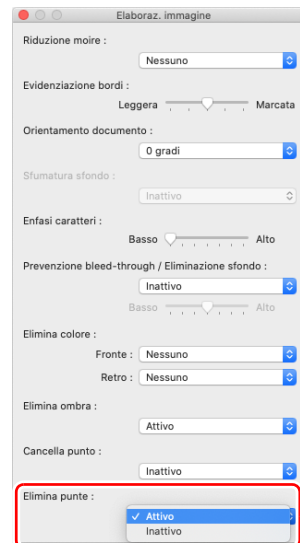 Elaboraz. immagine
Riduzione moire :
Nessuno
Evidenziazione bordi :
Leggera Marcata
Orientamento documento :
0 gradi
Sfumatura sfondo :
Inattivo
Enfasi caratteri :
Basso Alto
Prevenzione bleed-through / Eliminazione sfondo :
Inattivo
Basso Alto
Elimina colore :
Fronte : Nessuno
Retro : Nessuno
Elimina ombra :
Attivo
Cancella punto :
Inattivo
Elimina punte :
✓ Attivo
Inattivo